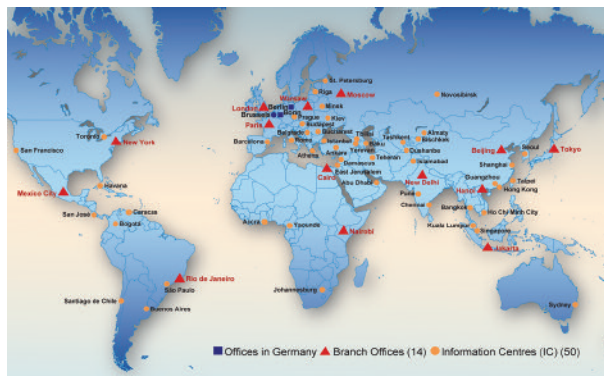 St. Petersburg
Riga
Moscow
Novosibirsk
Warsaw
London
Berlin
Minsk
Brussels
Bonn
Prague
Kiev
Paris
Budapest
Belgrade
Bucharest
Tbilisi
Tashkent
Almaty
Bischkek
Toronto
New York
Barcelona
Rome
Istanbul
Baku
Yerevan
Dushanbe
Beijing
Seoul
Tokyo
San Francisco
Athens
Ankara
Teheran
Islamabad
Shanghai
Damascus
East Jerusalem
Cairo
New Delhi
Guangzhou
Taipei
Havana
Abu Dhabi
Hanoi
Hong Kong
Mexico City
Pune
San José
Caracas
Chennai
Bangkok
Ho Chi Minh City
Bogotá
Accra
Yaounde
Kuala Lumpur
Singapore
Nairobi
Jakarta
Rio de Janeiro
São Paulo
Johannesburg
Santiago de Chile
Buenos Aires
Sydney
Offices in Germany Branch Offices (14) Information Centres (IC) (50)